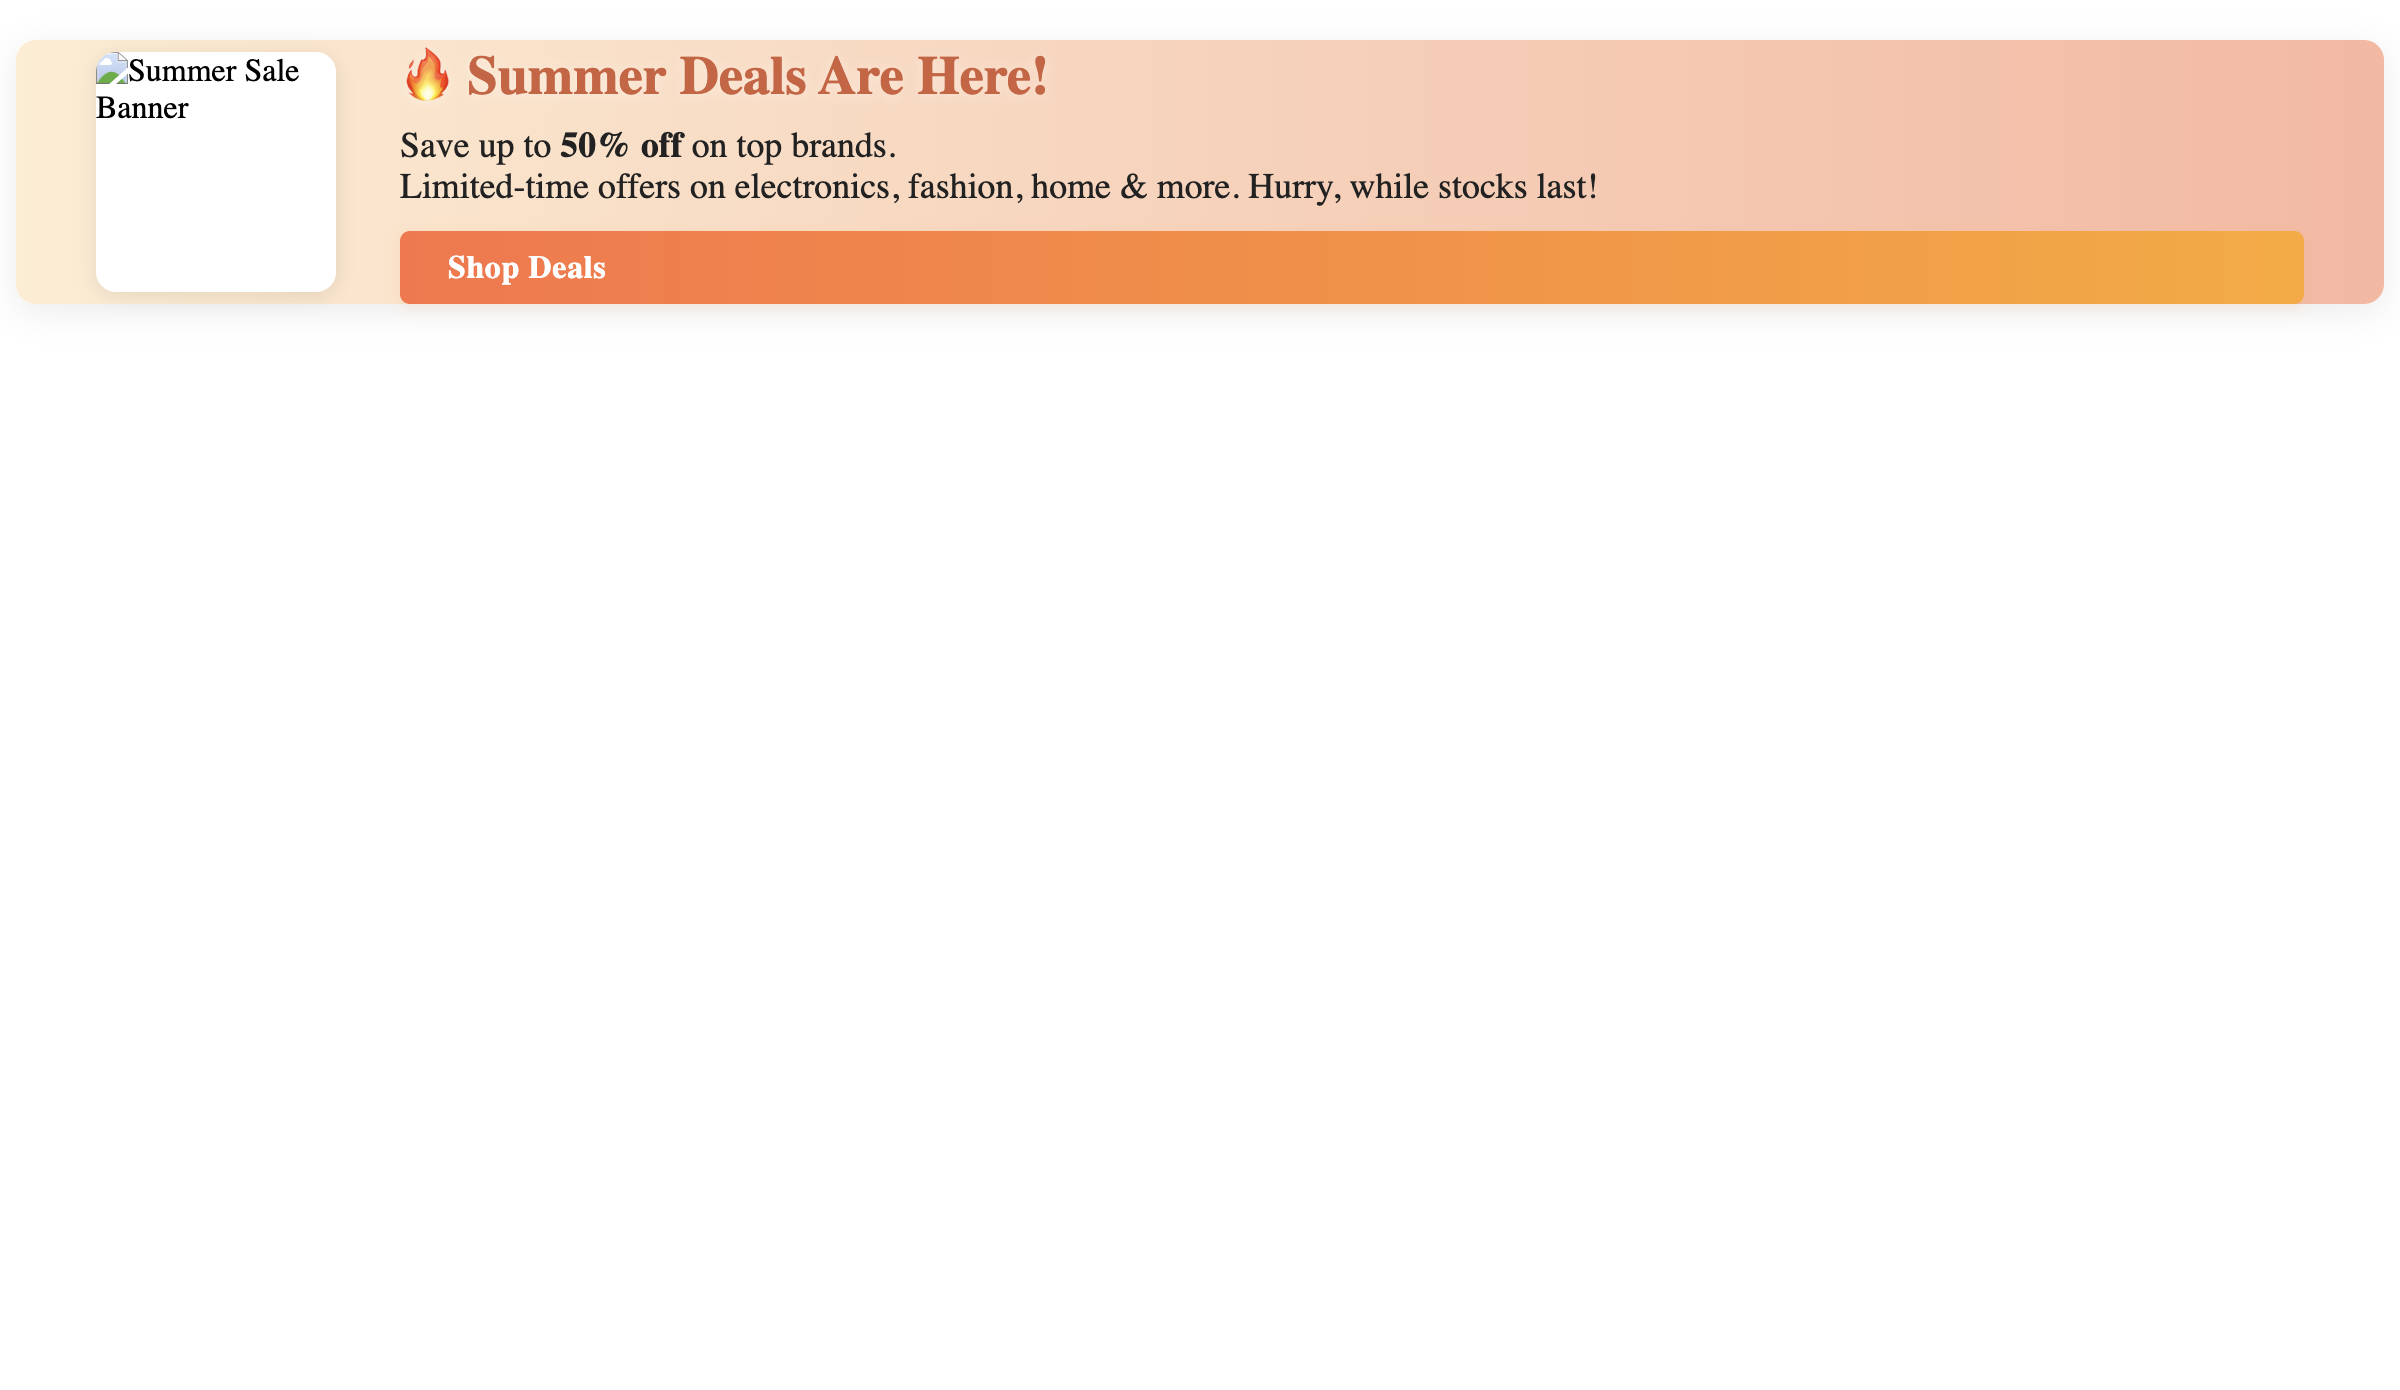 Summer Sale
Banner
🔥 Summer Deals Are Here!
Save up to 50% off on top brands.
Limited-time offers on electronics, fashion, home & more. Hurry, while stocks last!
Shop Deals